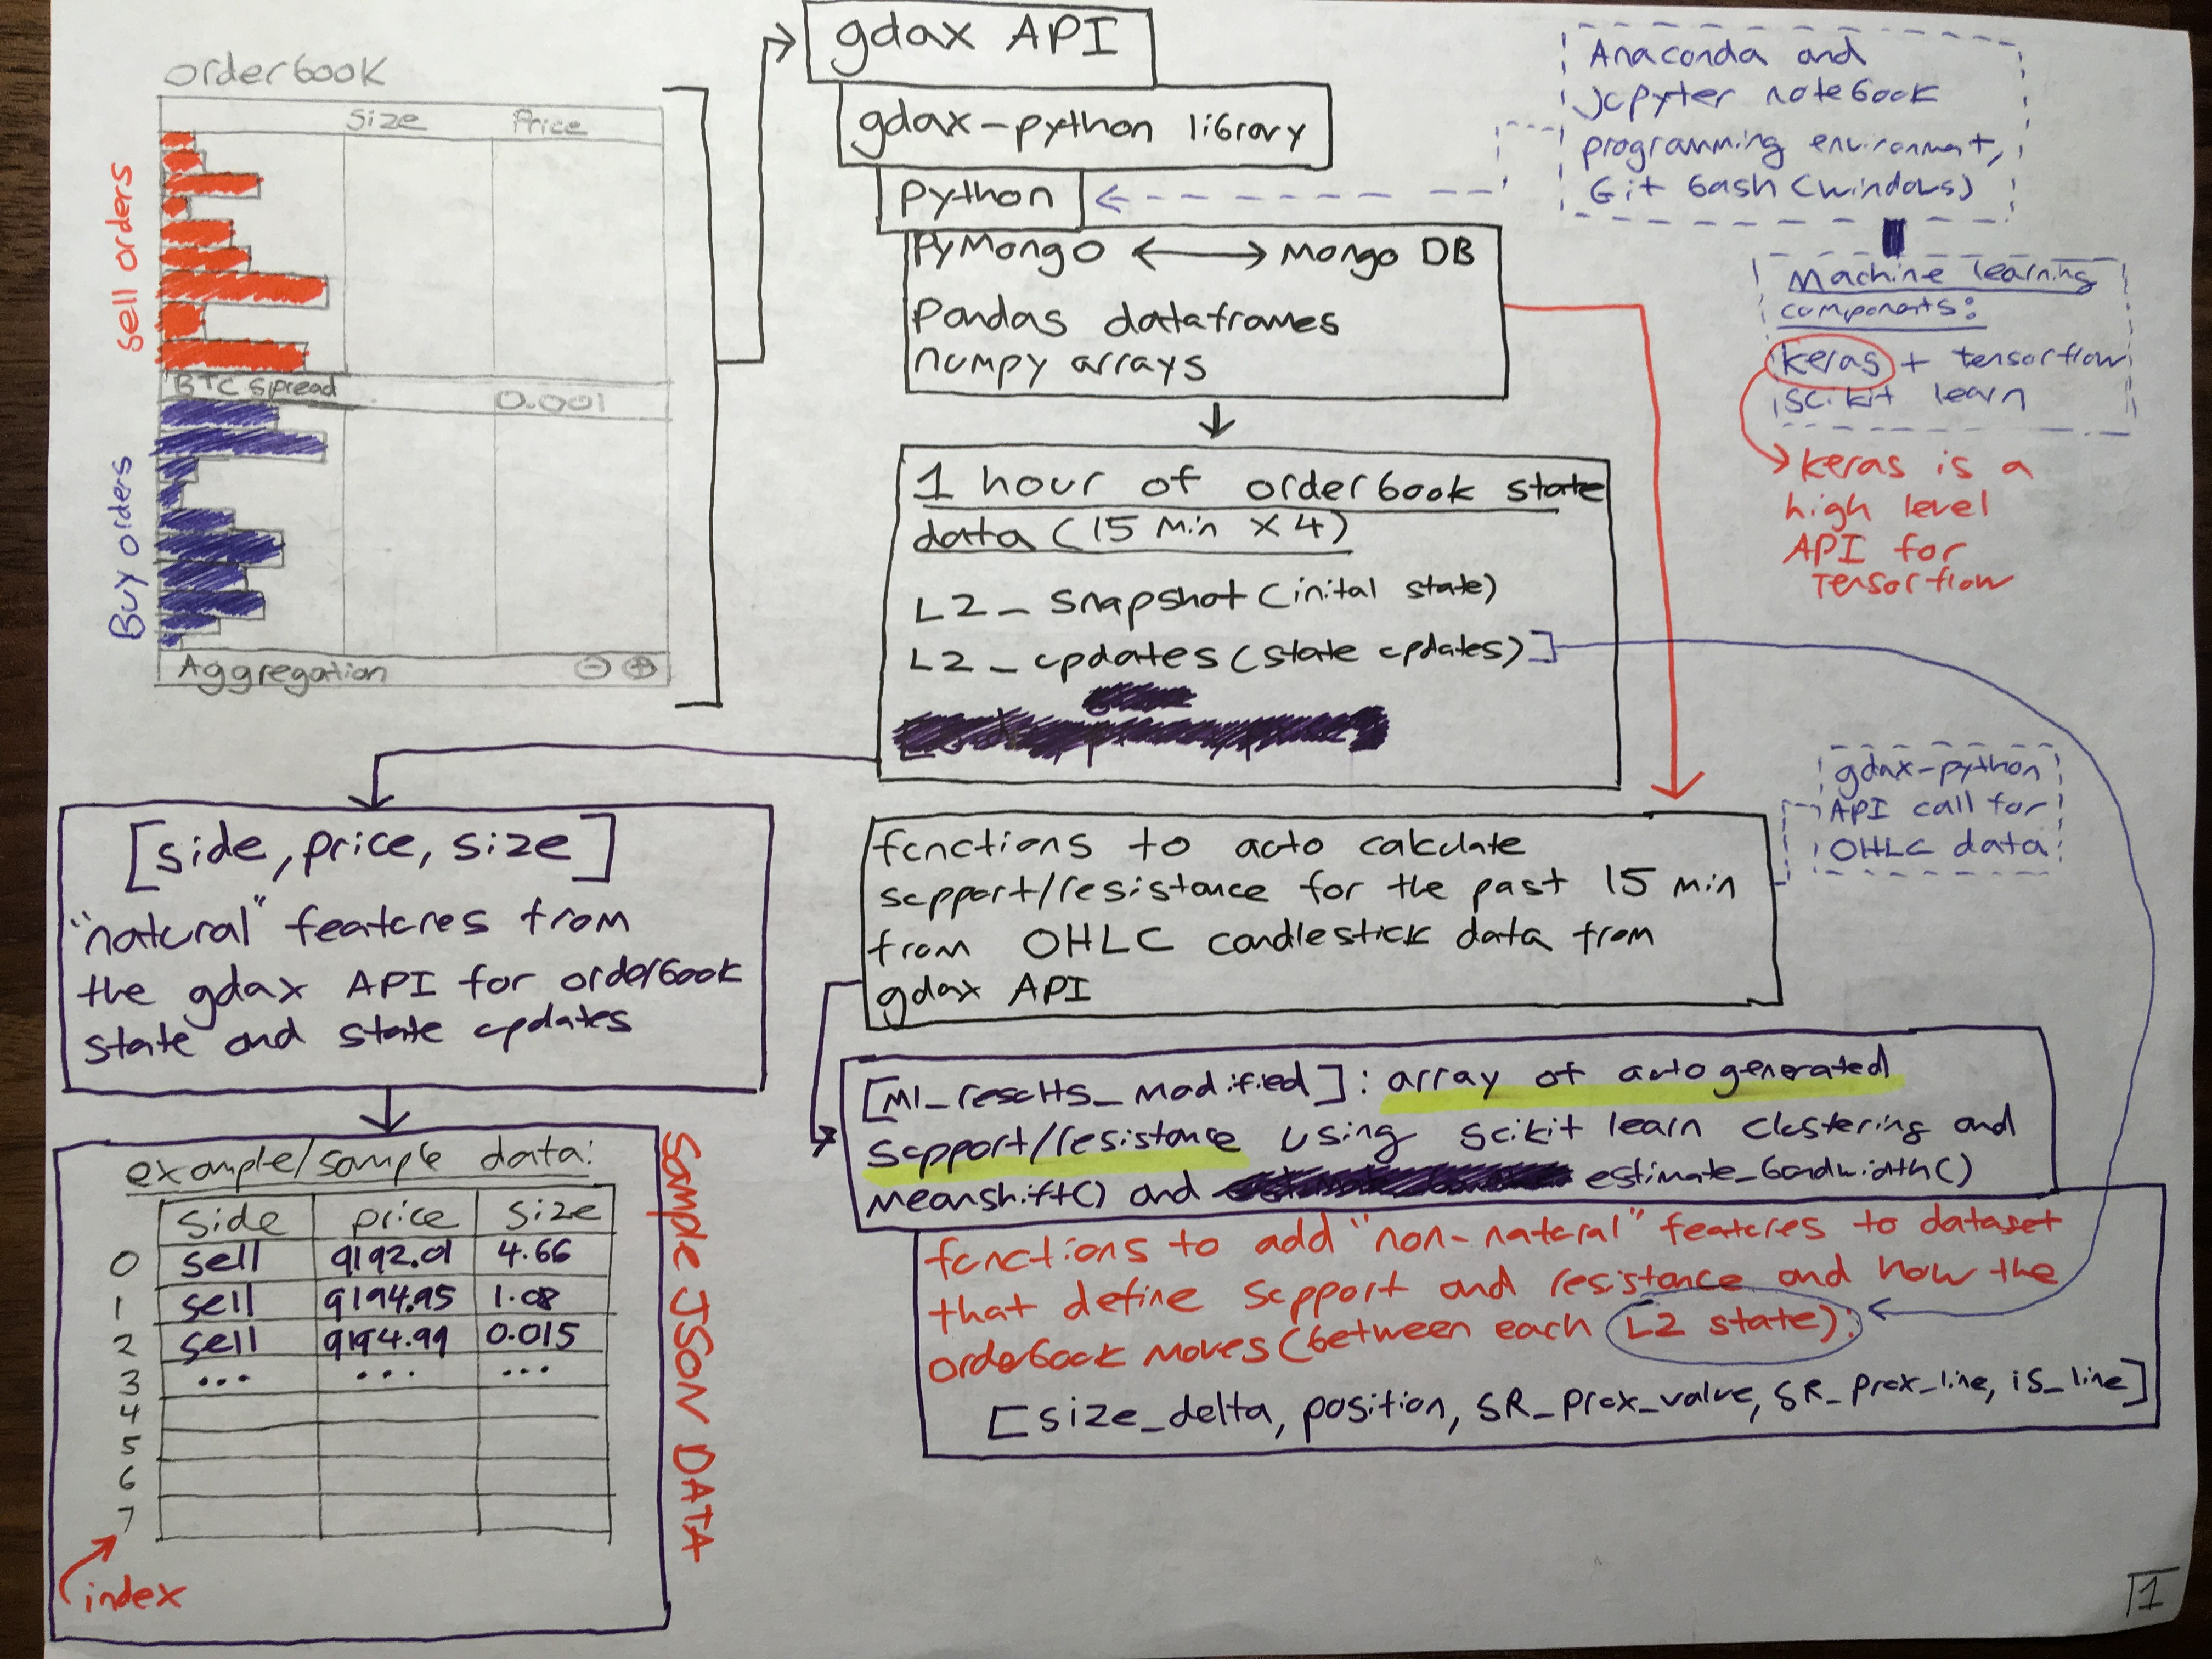 orderbook
Size Price
sell orders
BTC spread 0.001
Buy orders
Aggregation
gdax API
gdax-python library
Python
PyMongo ⟷ Mongo DB
Pandas dataframes
numpy arrays
Anaconda and
Jupyter notebook
programming environment,
Git bash (windows)
Machine learning
components:
keras + tensorflow
scikit learn
keras is a
high level
API for
Tensorflow
1 hour of orderbook state
data (15 Min X 4)
L2_snapshot (inital state)
L2_updates (state updates)
[side, price, size]
"natural" features from
the gdax API for orderbook
state and state updates
gdax-python
API call for
OHLC data
functions to auto calculate
support/resistance for the past 15 min
from OHLC candlestick data from
gdax API
[Ml_results_modified]: array of autogenerated
support/resistance using scikit learn clustering and
meanshift() and estimate_bandwidth()
functions to add "non-natural" features to dataset
that define support and resistance and how the
orderbook moves (between each L2 state):
[size_delta, position, SR_prox_value, SR_prox_line, is_line]
example/sample data:
side price size
0 sell 9192.01 4.66
1 sell 9194.95 1.08
2 sell 9194.99 0.015
3 ... ... ...
4
5
6
7
index
SAMPLE JSON DATA
1